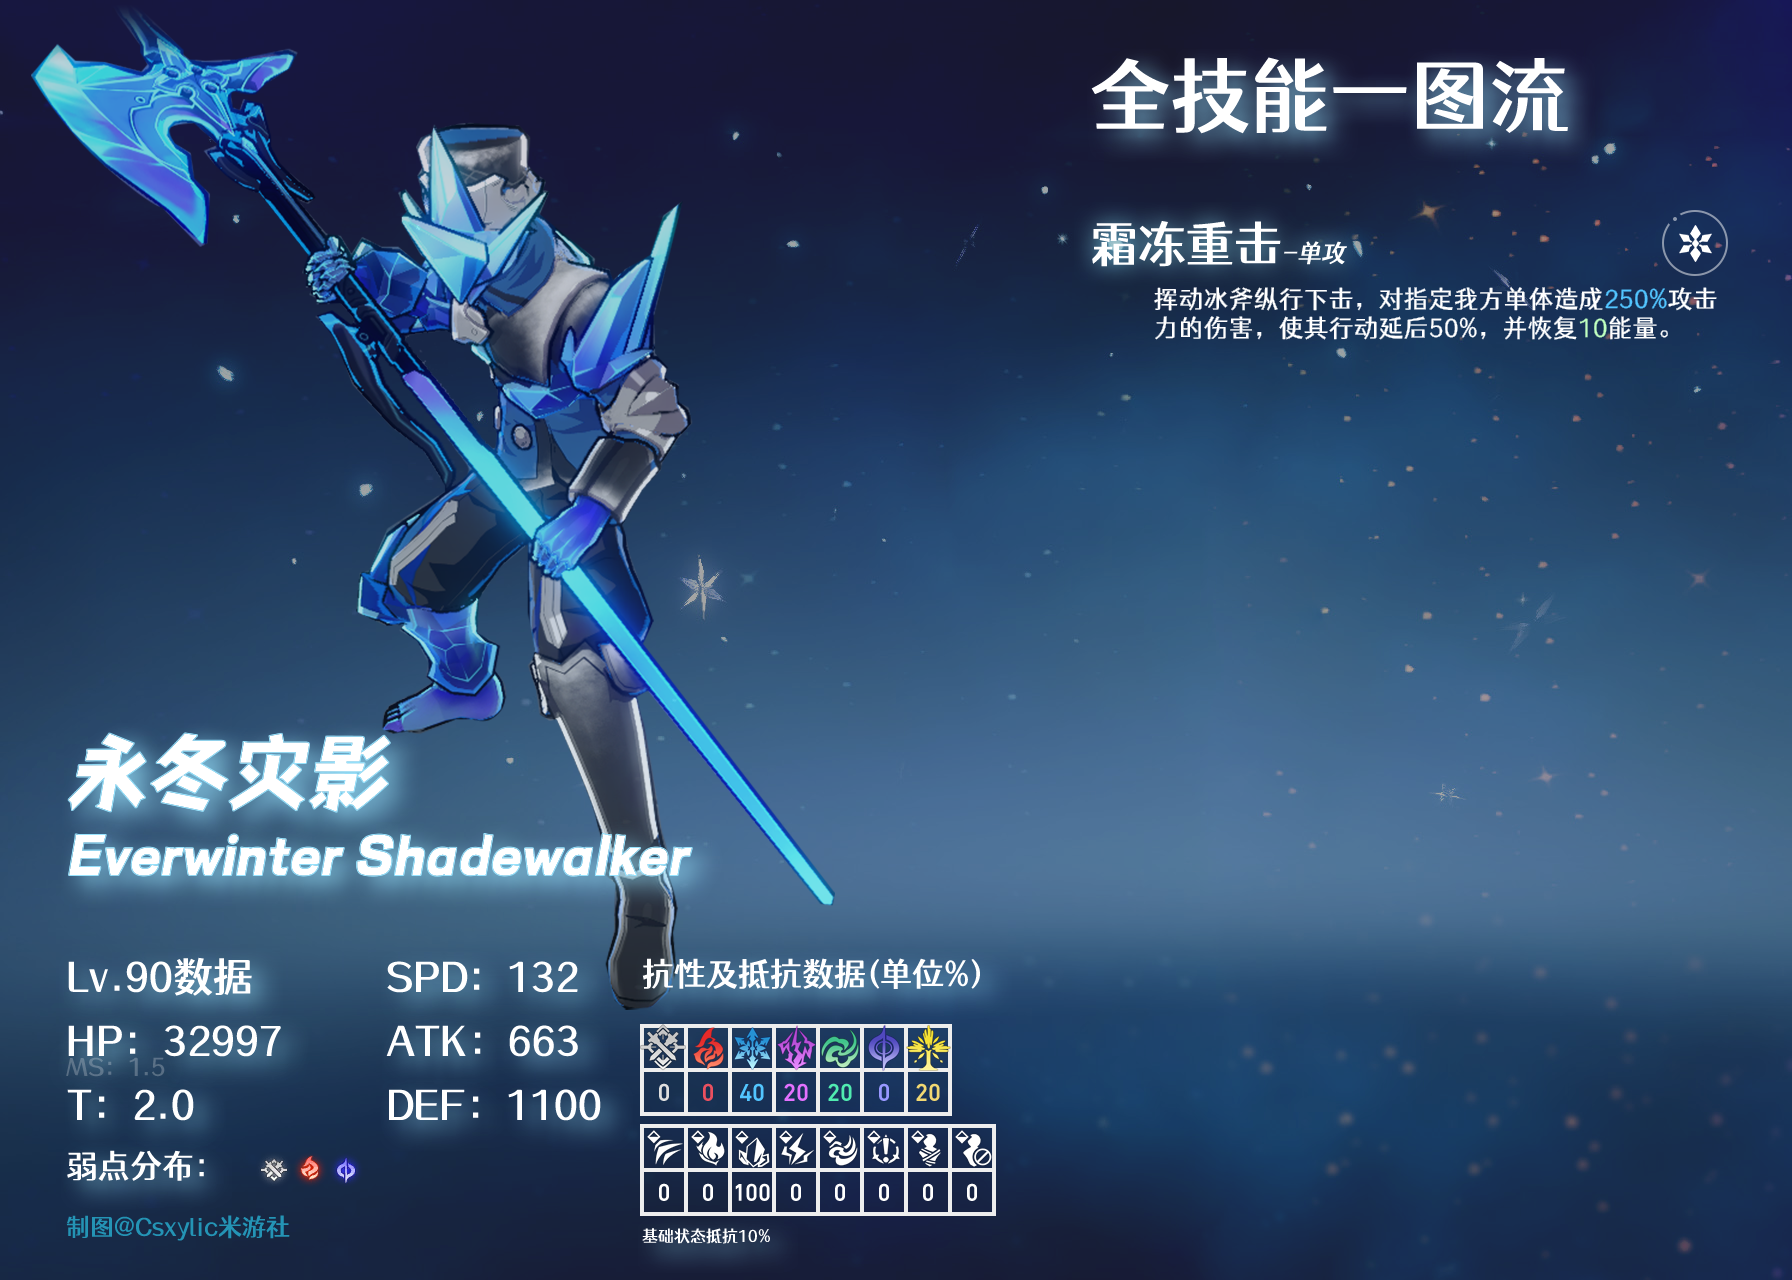 全技能一图流
霜冻重击-单攻
挥动冰斧纵行下击，对指定我方单体造成250%攻击
力的伤害，使其行动延后50%，并恢复10能量。
永冬灾影
Everwinter Shadewalker
Lv.90数据
SPD：132
HP：32997
ATK：663
MS：1.5
T：2.0
DEF：1100
弱点分布：
制图@Csxylic米游社
抗性及抵抗数据(单位%)
0 0 40 20 20 0 20
0 0 100 0 0 0 0 0
基础状态抵抗10%